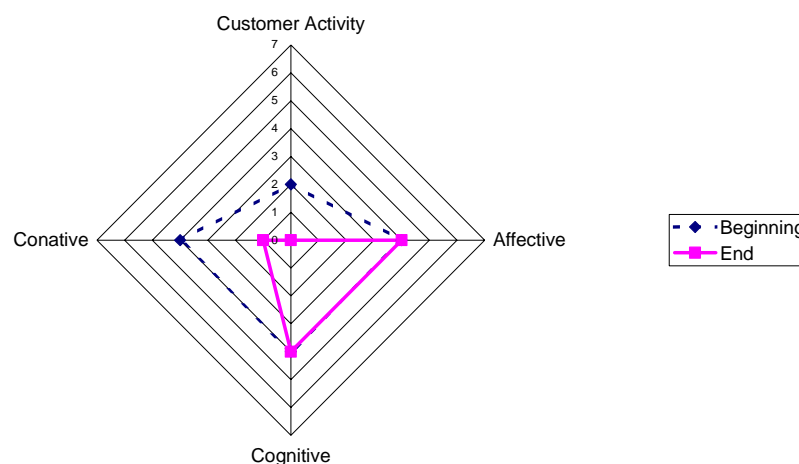 Customer Activity
7
6
5
4
3
2
1
0
Conative
Affective
Cognitive
Beginning
End